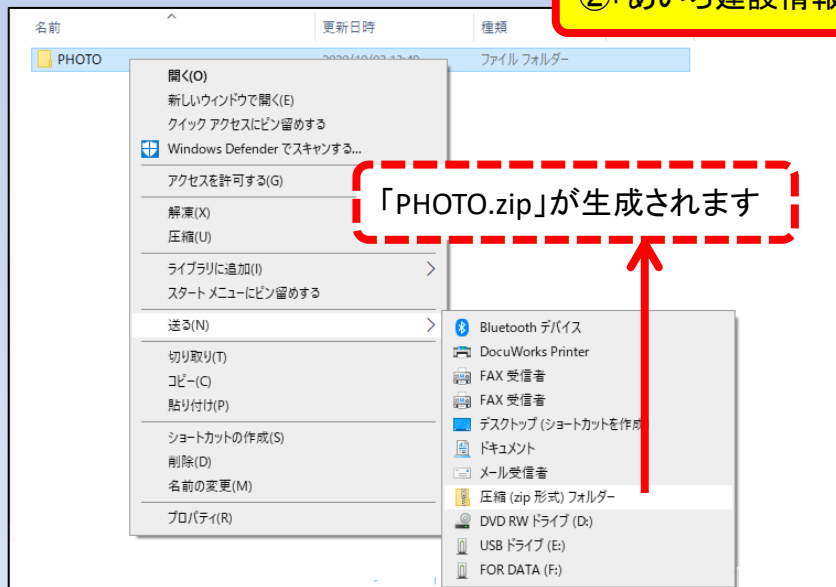 ②「あいち建設情報
名前 更新日時 種類
PHOTO 2020/10/02 13:40 ファイル フォルダー
開く(O)
新しいウィンドウで開く(E)
クイック アクセスにピン留めする
Windows Defender でスキャンする...
アクセスを許可する(G)
「PHOTO.zip」が生成されます
解凍(X)
圧縮(U)
ライブラリに追加(I)
スタート メニューにピン留めする
送る(N)
切り取り(T)
コピー(C)
貼り付け(P)
ショートカットの作成(S)
削除(D)
名前の変更(M)
プロパティ(R)
Bluetooth デバイス
DocuWorks Printer
FAX 受信者
FAX 受信者
デスクトップ (ショートカットを作成
ドキュメント
メール受信者
圧縮 (zip 形式) フォルダー
DVD RW ドライブ (D:)
USB ドライブ (E:)
FOR DATA (F:)